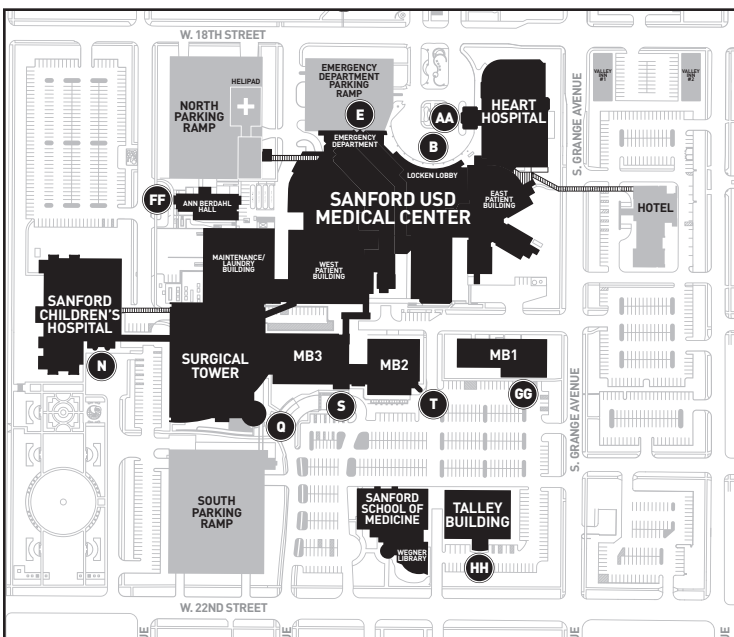 W. 18TH STREET
HELIPAD
NORTH
PARKING
RAMP
EMERGENCY
DEPARTMENT
PARKING
RAMP
E
EMERGENCY
DEPARTMENT
AA
B
HEART
HOSPITAL
LOCKEN LOBBY
S. GRANGE AVENUE
VALLEY
INN
#1
VALLEY
INN
#2
FF
ANN BERDAHL
HALL
SANFORD USD
MEDICAL CENTER
EAST
PATIENT
BUILDING
HOTEL
MAINTENANCE/
LAUNDRY
BUILDING
WEST
PATIENT
BUILDING
SANFORD
CHILDREN'S
HOSPITAL
N
SURGICAL
TOWER
MB3
MB2
MB1
Q
S
T
GG
S. GRANGE AVENUE
SOUTH
PARKING
RAMP
SANFORD
SCHOOL OF
MEDICINE
WEGNER
LIBRARY
TALLEY
BUILDING
HH
W. 22ND STREET